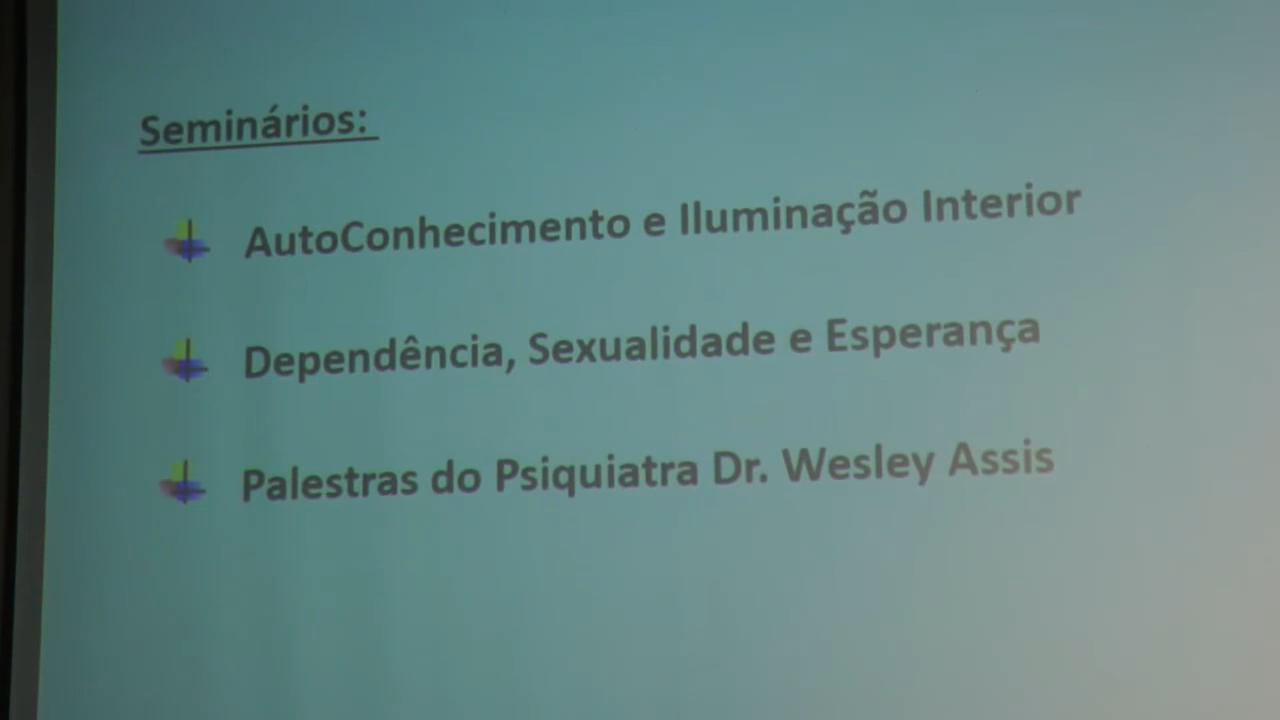 Seminários:
AutoConhecimento e Iluminação Interior
Dependência, Sexualidade e Esperança
Palestras do Psiquiatra Dr. Wesley Assis